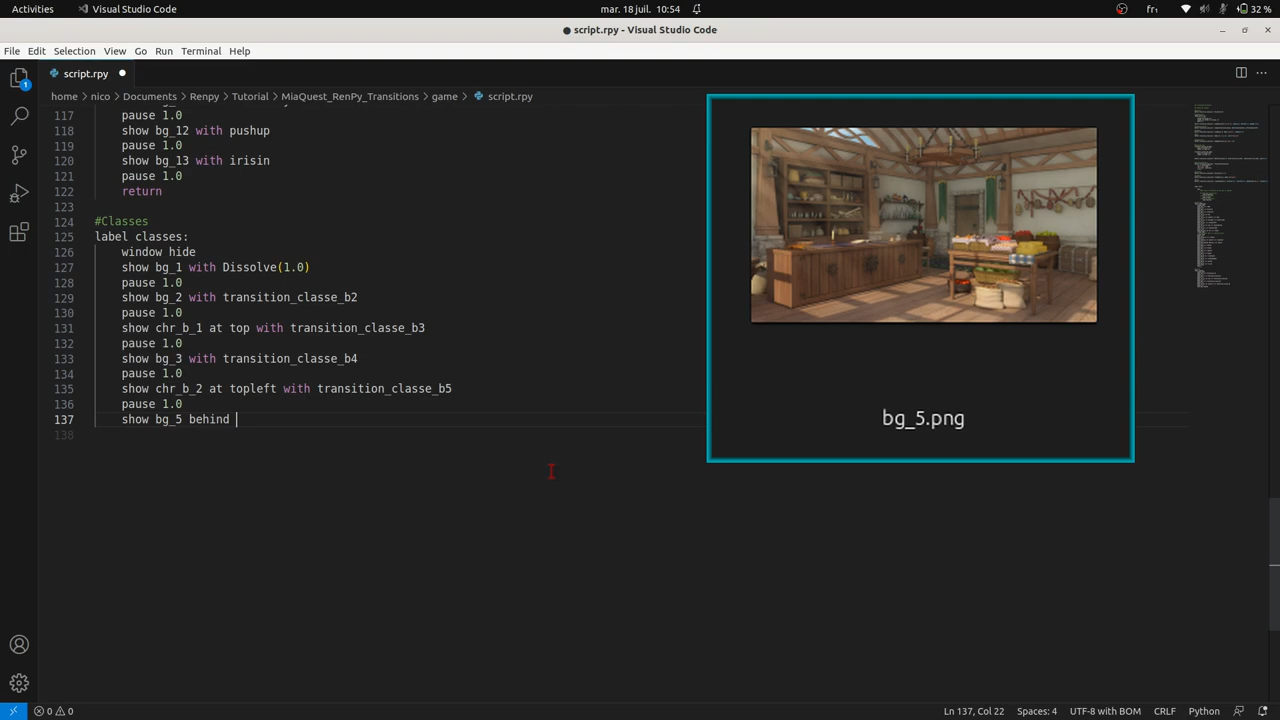 Activities
Visual Studio Code
mar. 18 juil. 10:54
fr₁
32 %
script.rpy - Visual Studio Code
File Edit Selection View Go Run Terminal Help
script.rpy
home > nico > Documents > Renpy > Tutorial > MiaQuest_RenPy_Transitions > game > script.rpy
1
117 pause 1.0
118 show bg_12 with pushup
119 pause 1.0
120 show bg_13 with irisin
121 pause 1.0
122 return
123
124 #Classes
125 label classes:
126 window hide
127 show bg_1 with Dissolve(1.0)
128 pause 1.0
129 show bg_2 with transition_classe_b2
130 pause 1.0
131 show chr_b_1 at top with transition_classe_b3
132 pause 1.0
133 show bg_3 with transition_classe_b4
134 pause 1.0
135 show chr_b_2 at topleft with transition_classe_b5
136 pause 1.0
137 show bg_5 behind
138
bg_5.png
0 0
Ln 137, Col 22 Spaces: 4 UTF-8 with BOM CRLF Python